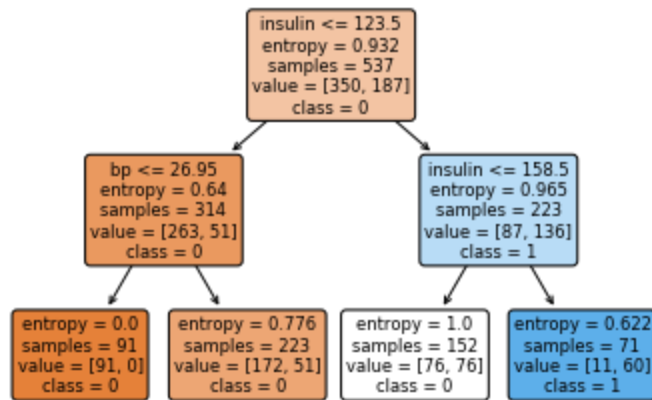 insulin <= 123.5
entropy = 0.932
samples = 537
value = [350, 187]
class = 0
bp <= 26.95
entropy = 0.64
samples = 314
value = [263, 51]
class = 0
insulin <= 158.5
entropy = 0.965
samples = 223
value = [87, 136]
class = 1
entropy = 0.0
samples = 91
value = [91, 0]
class = 0
entropy = 0.776
samples = 223
value = [172, 51]
class = 0
entropy = 1.0
samples = 152
value = [76, 76]
class = 0
entropy = 0.622
samples = 71
value = [11, 60]
class = 1